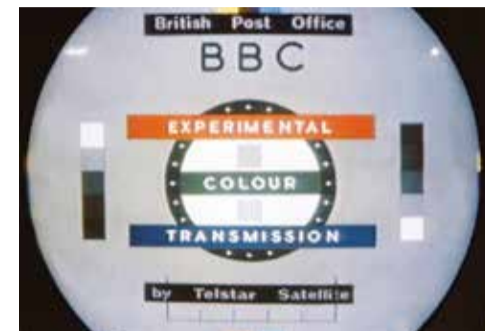 British Post Office
BBC
EXPERIMENTAL
COLOUR
TRANSMISSION
by Telstar Satellite